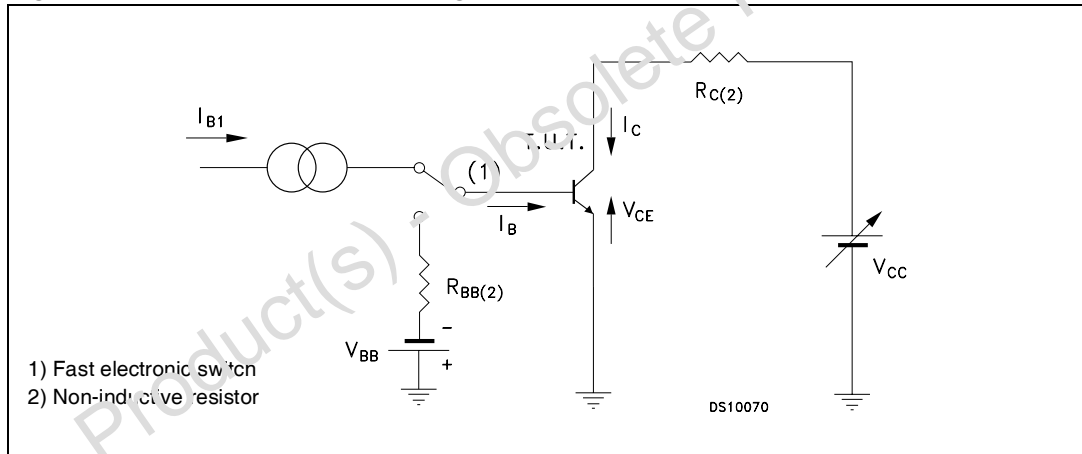 I_B1
T.U.T.
(1)
I_B
I_C
V_CE
R_C(2)
V_CC
R_BB(2)
V_BB
-
+
1) Fast electronic switch
2) Non-inductive resistor
DS10070
Product(s) - Obsolete